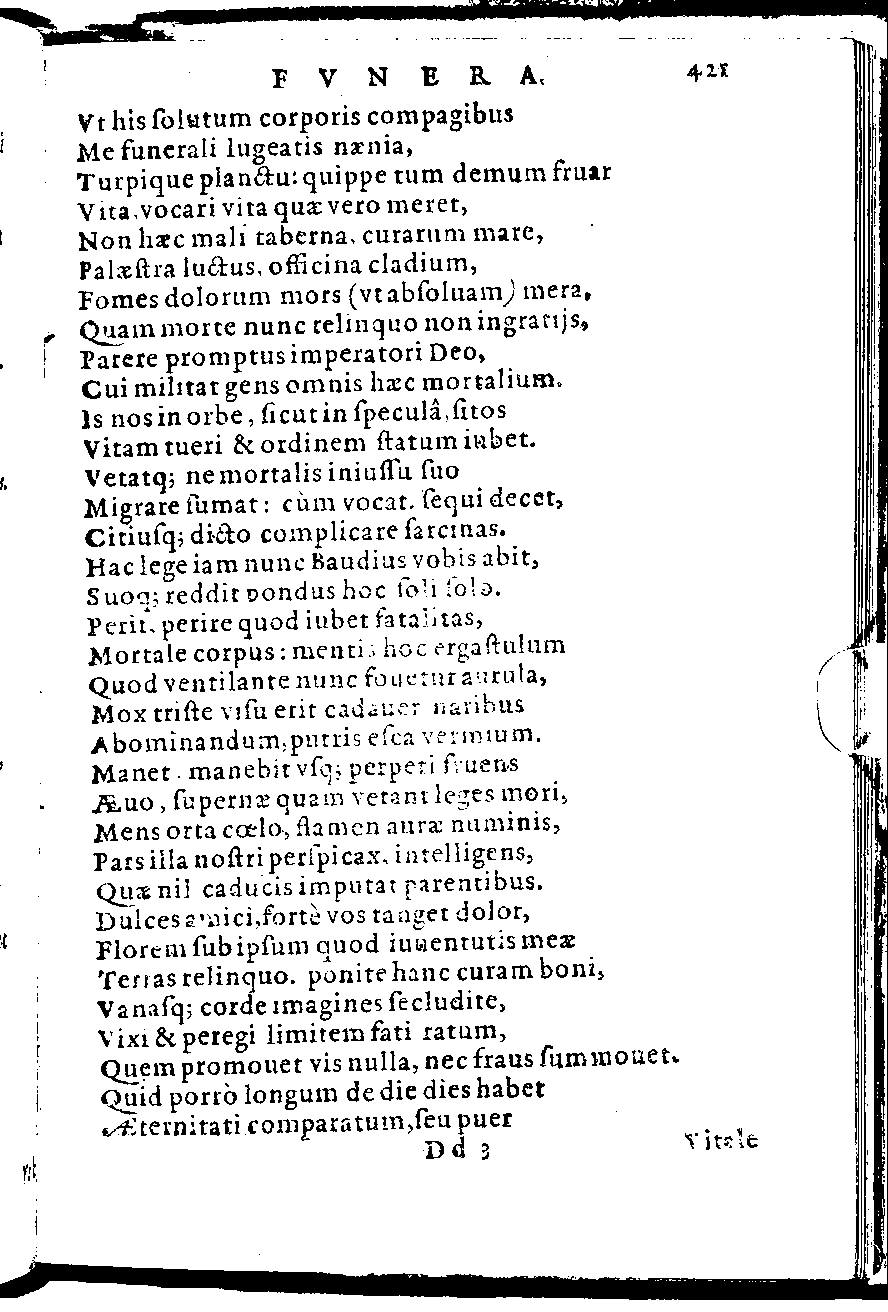 F V N E R A. 421
Vt his ſolutum corporis compagibus
Me funerali lugeatis nænia,
Turpique planctu: quippe tum demum fruar
Vita, vocari vita quæ vero meret,
Non hæc mali taberna, curarum mare,
Palæſtra luctus, officina cladium,
Fomes dolorum mors (vt abſoluam) mera,
Quam morte nunc relinquo non ingratijs,
Parere promptus imperatori Deo,
Cui militat gens omnis hæc mortalium.
Is nos in orbe, ſicut in ſpeculâ, ſitos
Vitam tueri & ordinem ſtatum iubet.
Vetatq; ne mortalis iniuſſu ſuo
Migrare ſumat: cùm vocat. ſequi decet,
Citiuſq; dicto complicare ſarcinas.
Hac lege iam nunc Baudius vobis abit,
Suoq; reddit pondus hoc ſoli ſolo.
Perit, perire quod iubet fatalitas,
Mortale corpus: mentis hoc ergaſtulum
Quod ventilante nunc fouetur aurula,
Mox triſte viſu erit cadauer naribus
Abominandum, putris eſca vermium.
Manet, manebit vſq; perpeti fruens
Æuo, ſupernæ quam vetant leges mori,
Mens orta cœlo, flamen auræ numinis,
Pars illa noſtri perſpicax, intelligens,
Quæ nil caducis imputat parentibus.
Dulces amici, fortè vos tanget dolor,
Florem ſub ipſum quod iuuentutis meæ
Terras relinquo. ponite hanc curam boni,
Vanaſq; corde imagines ſecludite,
Vixi & peregi limitem fati ratum,
Quem promouet vis nulla, nec fraus ſummouet.
Quid porrò longum de die dies habet
Æternitati comparatum, ſeu puer
D d 3 Vitale